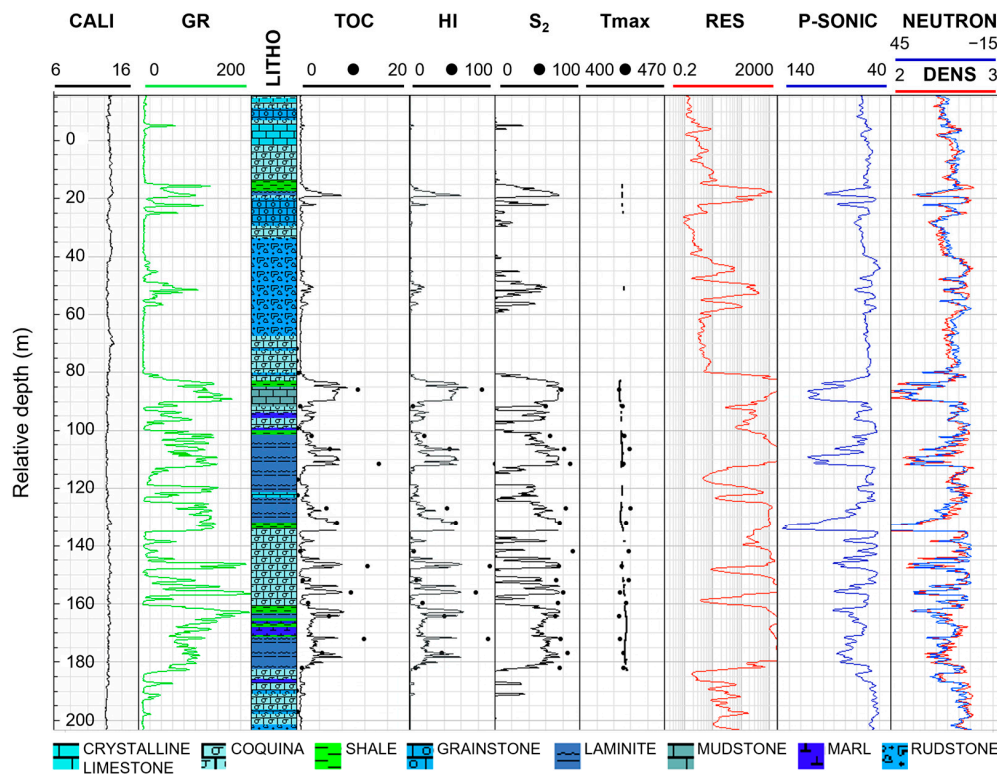 CALI GR LITHO TOC HI S₂ Tmax RES P-SONIC NEUTRON
45 −15
6 16 0 200 0 20 0 100 0 100 400 470 0.2 2000 140 40 2 DENS 3
Relative depth (m)
0
20
40
60
80
100
120
140
160
180
200
CRYSTALLINE LIMESTONE
COQUINA
SHALE
GRAINSTONE
LAMINITE
MUDSTONE
MARL
RUDSTONE